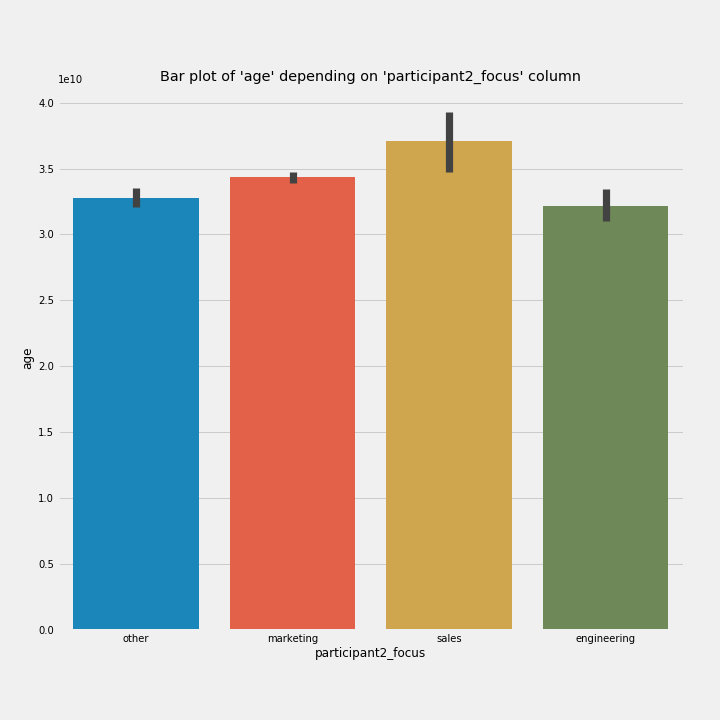 Bar plot of 'age' depending on 'participant2_focus' column
1e10
4.0
3.5
3.0
2.5
2.0
1.5
1.0
0.5
0.0
age
other marketing sales engineering
participant2_focus